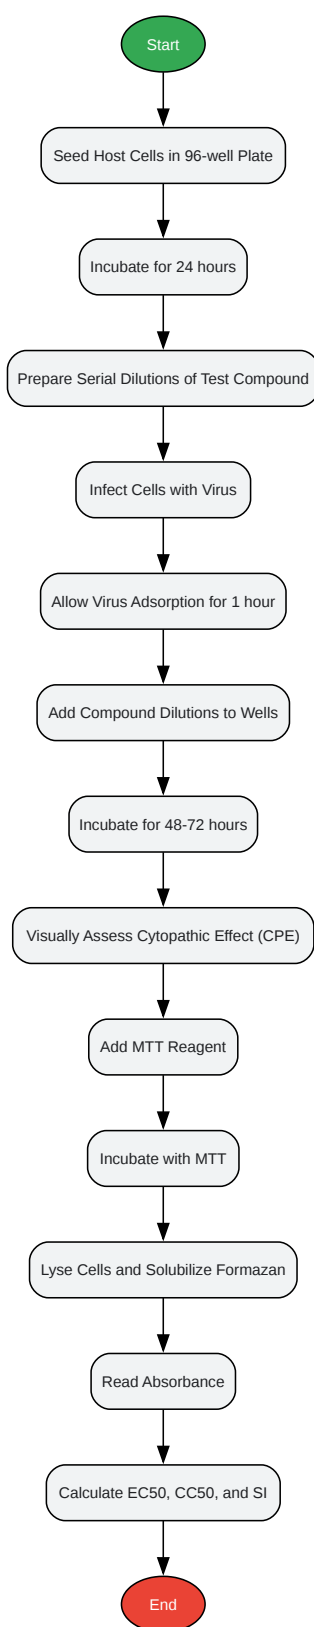 Start
Seed Host Cells in 96-well Plate
Incubate for 24 hours
Prepare Serial Dilutions of Test Compound
Infect Cells with Virus
Allow Virus Adsorption for 1 hour
Add Compound Dilutions to Wells
Incubate for 48-72 hours
Visually Assess Cytopathic Effect (CPE)
Add MTT Reagent
Incubate with MTT
Lyse Cells and Solubilize Formazan
Read Absorbance
Calculate EC50, CC50, and SI
End